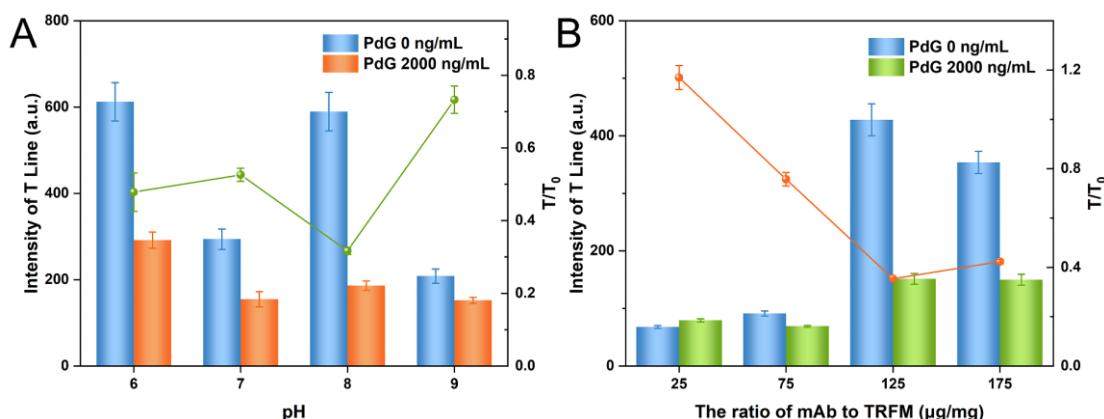 A
Intensity of T Line (a.u.)
800
600
400
200
0
PdG 0 ng/mL
PdG 2000 ng/mL
0.8
0.6
0.4
0.2
0.0
T/T0
6 7 8 9
pH
B
Intensity of T Line (a.u.)
600
400
200
0
PdG 0 ng/mL
PdG 2000 ng/mL
1.2
0.8
0.4
0.0
T/T0
25 75 125 175
The ratio of mAb to TRFM (μg/mg)